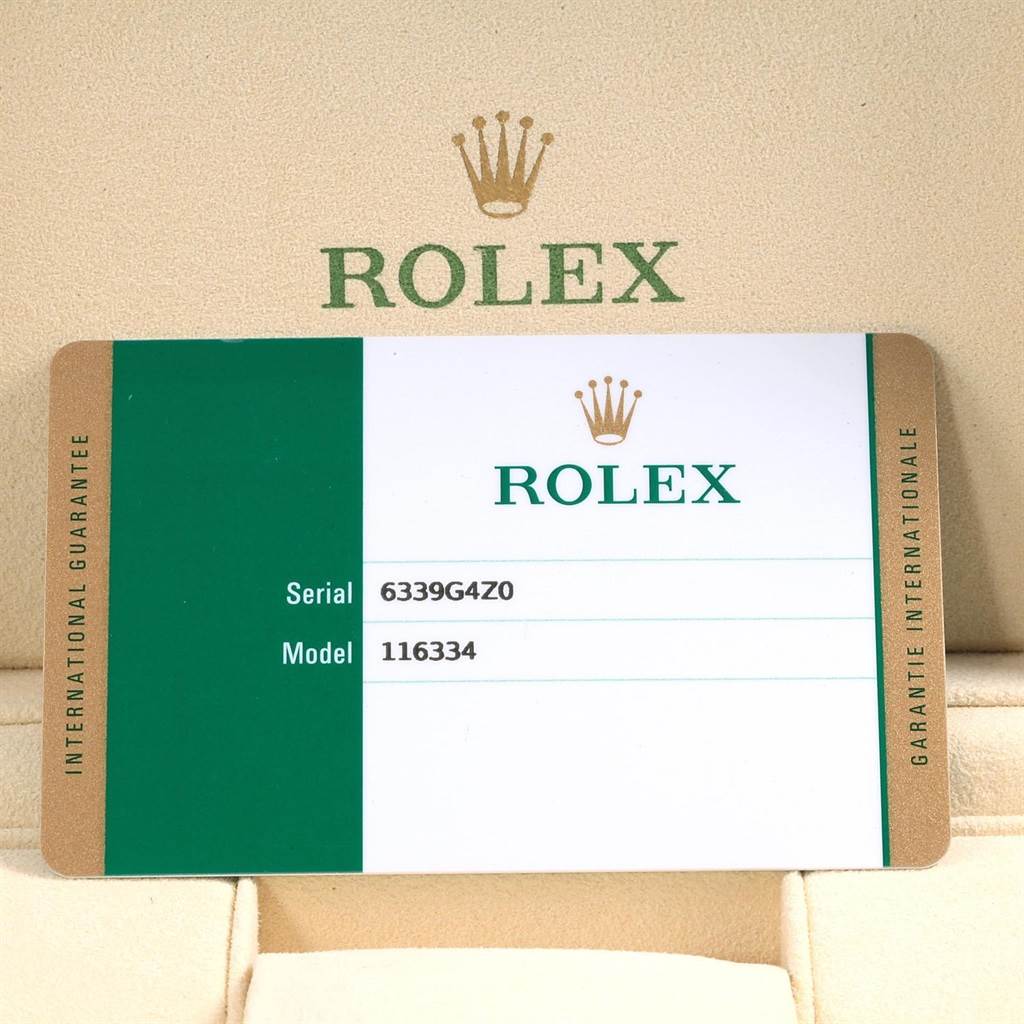 ROLEX
ROLEX
INTERNATIONAL GUARANTEE
Serial 6339G4Z0
Model 116334
GARANTIE INTERNATIONALE